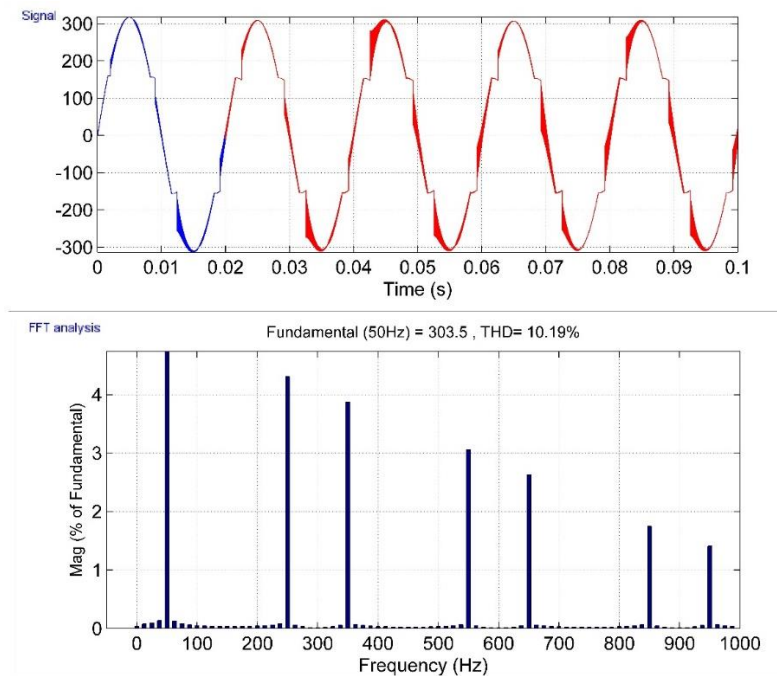 Signal
300
200
100
0
-100
-200
-300
0 0.01 0.02 0.03 0.04 0.05 0.06 0.07 0.08 0.09 0.1
Time (s)
FFT analysis
Fundamental (50Hz) = 303.5 , THD= 10.19%
Mag (% of Fundamental)
4
3
2
1
0
0 100 200 300 400 500 600 700 800 900 1000
Frequency (Hz)